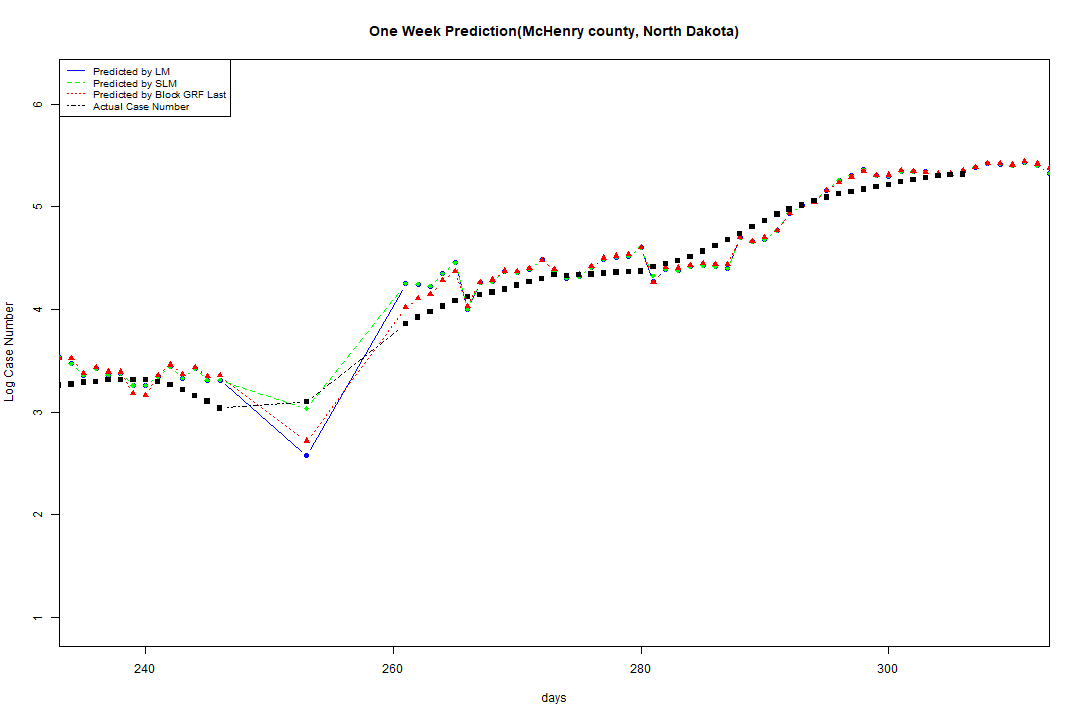 One Week Prediction(McHenry county, North Dakota)
Predicted by LM
Predicted by SLM
Predicted by Block GRF Last
Actual Case Number
6
5
4
3
2
1
Log Case Number
240
260
280
300
days